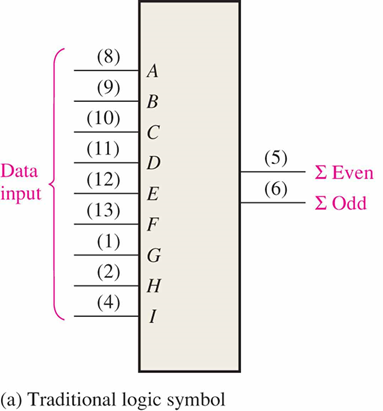 (8) A
(9) B
(10) C
(11) D
(12) E
(13) F
(1) G
(2) H
(4) I
Data
input
(5) Σ Even
(6) Σ Odd
(a) Traditional logic symbol